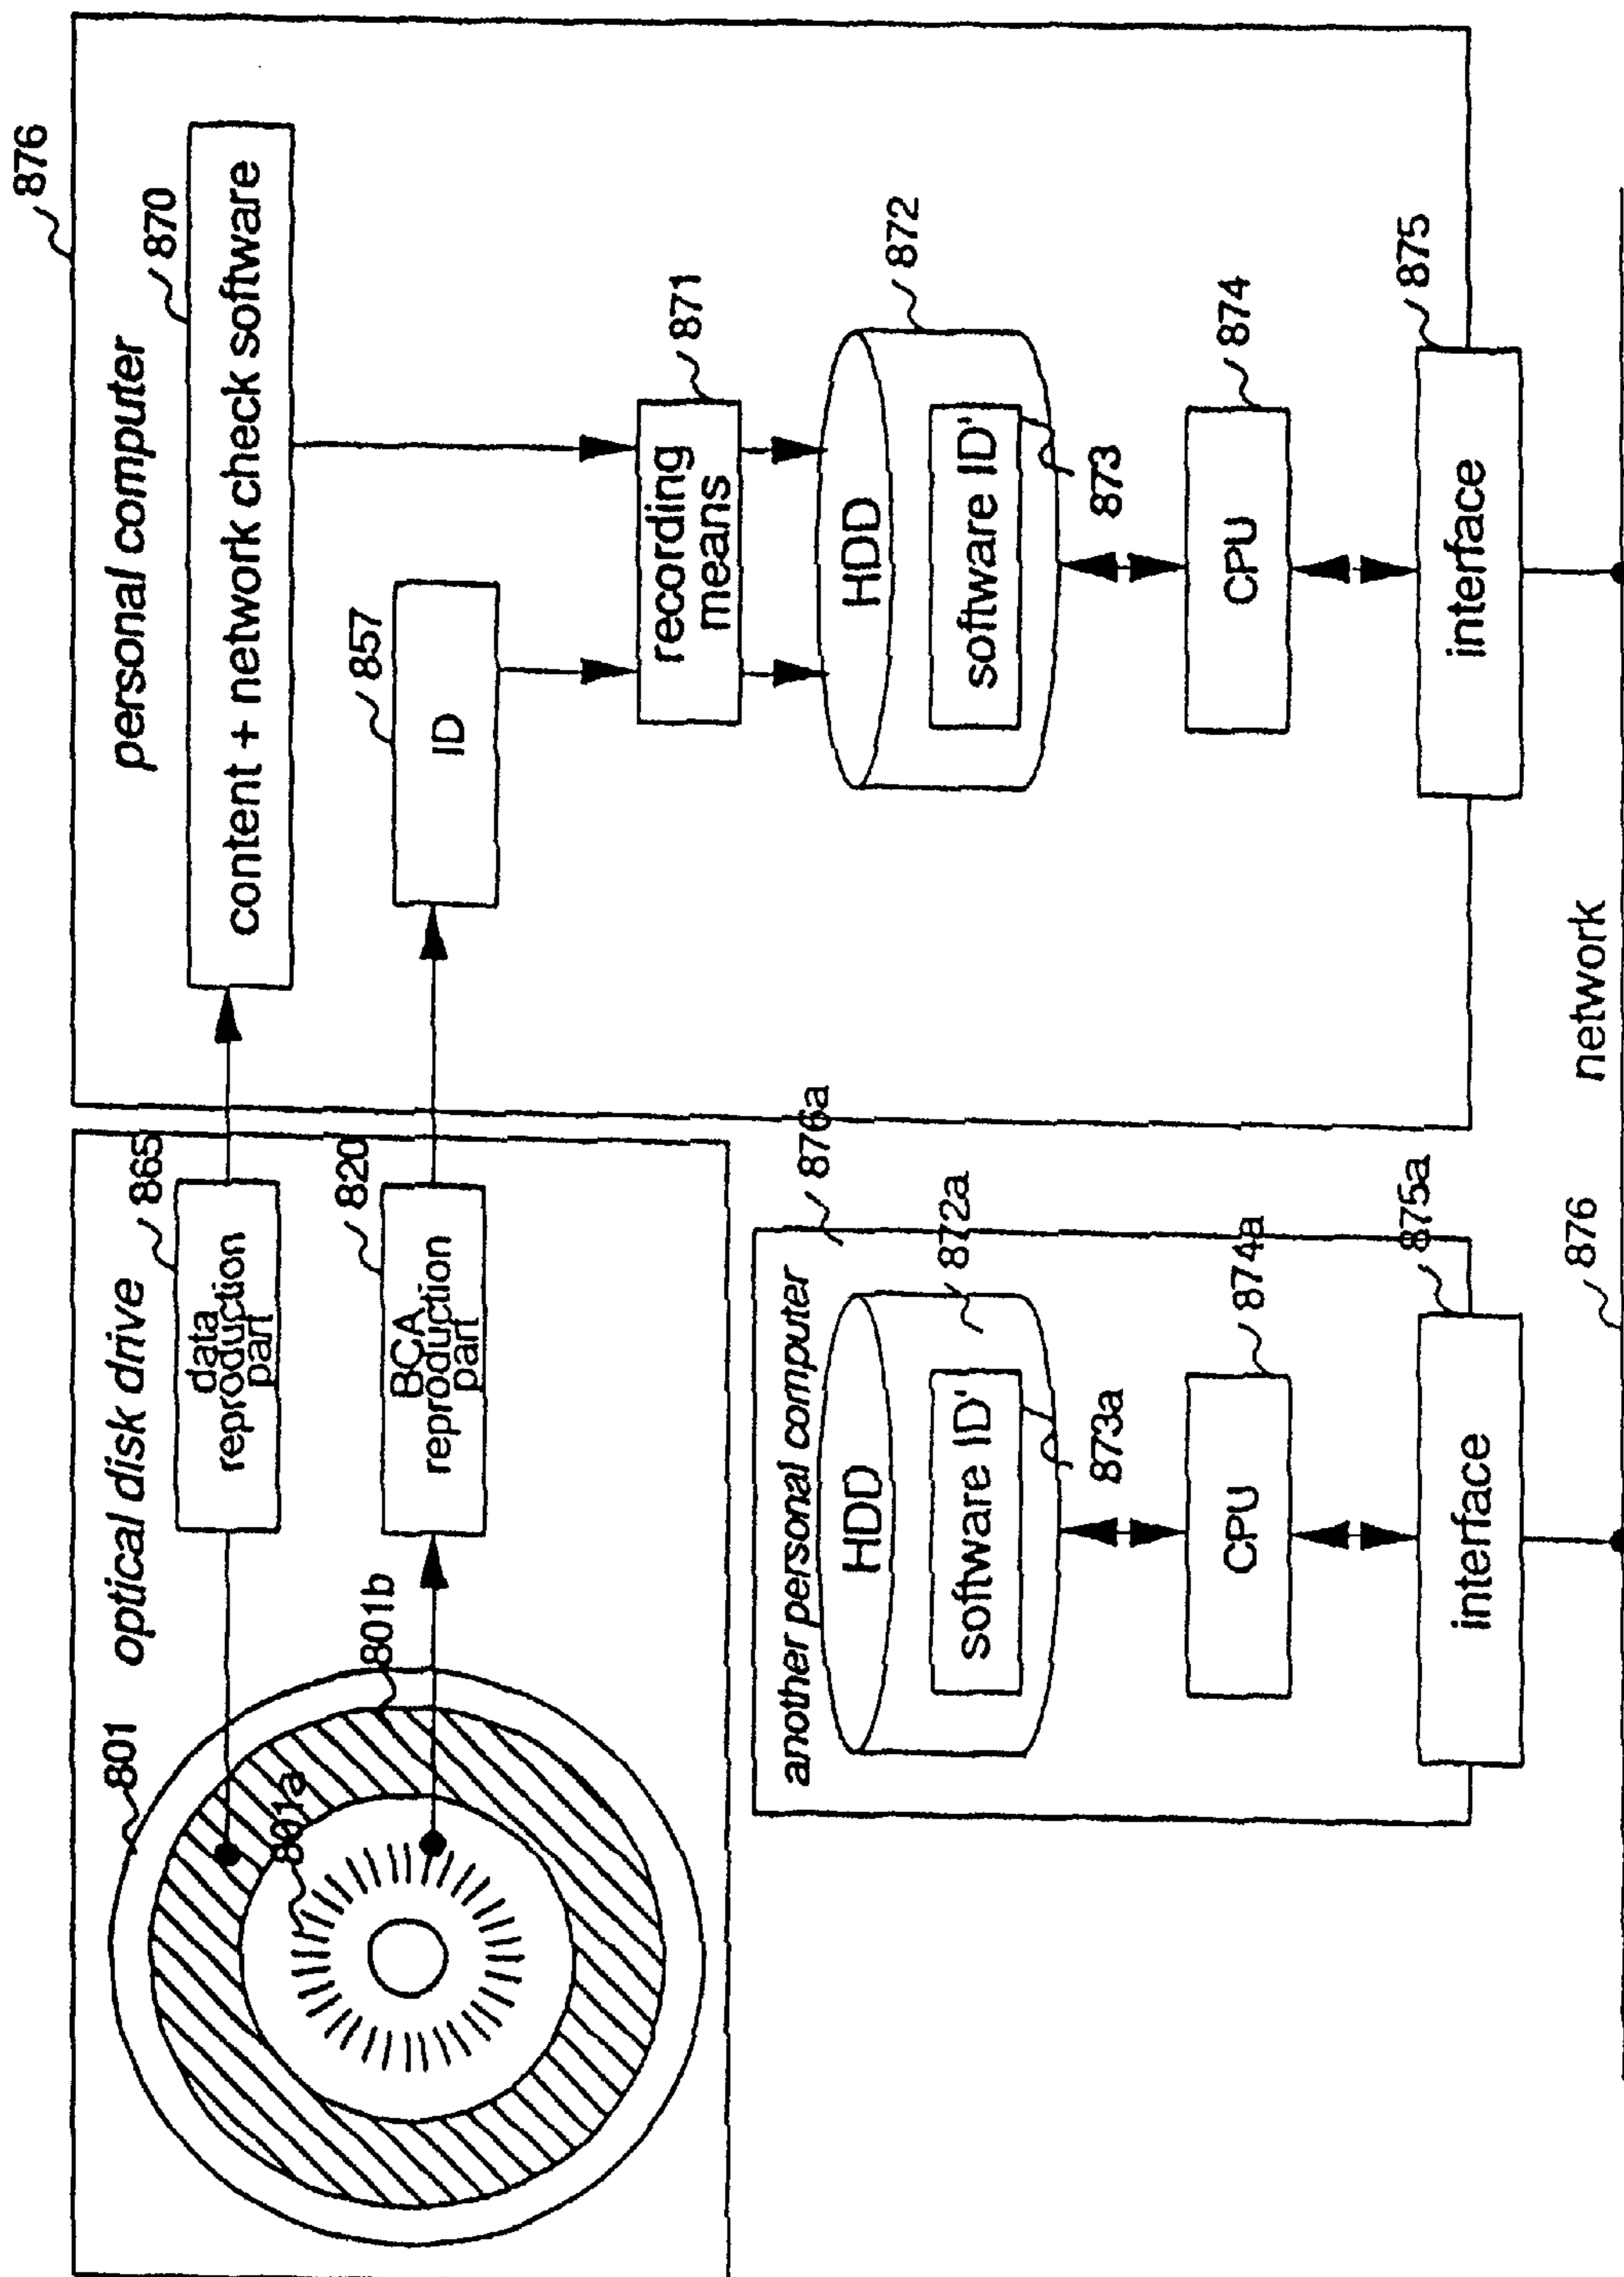 876
personal computer
870
content + network check software
857
ID
871
recording
means
872
HDD
software ID'
873
874
CPU
875
interface
optical disk drive
865
data
reproduction
part
820
BCA
reproduction
part
801
801a
801b
another personal computer
876a
872a
HDD
software ID'
873a
874a
CPU
875a
interface
876
network